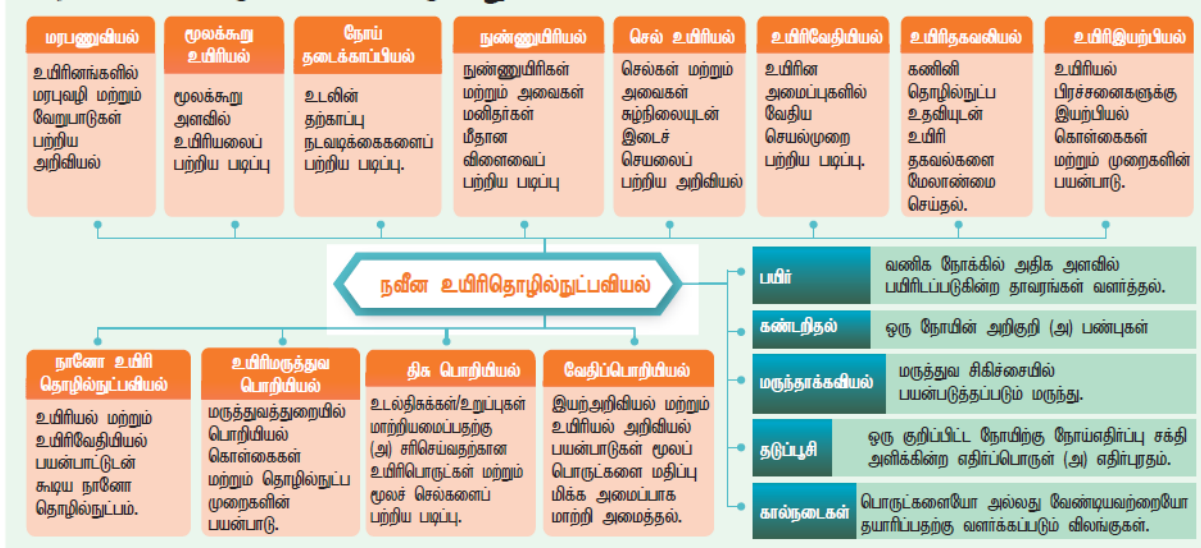 மரபணுவியல்
உயிரினங்களில்
மரபுவழி மற்றும்
வேறுபாடுகள்
பற்றிய
அறிவியல்
மூலக்கூறு
உயிரியல்
மூலக்கூறு
அளவில்
உயிரியலைப்
பற்றிய படிப்பு
நோய்
தடைக்காப்பியல்
உடலின்
தற்காப்பு
நடவடிக்கைகளைப்
பற்றிய படிப்பு.
நுண்ணுயிரியல்
நுண்ணுயிரிகள்
மற்றும் அவைகள்
மனிதர்கள்
மீதான
விளைவைப்
பற்றிய படிப்பு
செல் உயிரியல்
செல்கள் மற்றும்
அவைகள்
சுழ்நிலையுடன்
இடைச்
செயலைப்
பற்றிய அறிவியல்
உயிர்வேதியியல்
உயிரின
அமைப்புகளில்
வேதிய
செயல்முறை
பற்றிய படிப்பு.
உயிரிதகவலியல்
கணினி
தொழில்நுட்ப
உதவியுடன்
உயிரி
தகவல்களை
மேலாண்மை
செய்தல்.
உயிர்இயற்பியல்
உயிரியல்
பிரச்சனைகளுக்கு
இயற்பியல்
கொள்கைகள்
மற்றும் முறைகளின்
பயன்பாடு.
நவீன உயிரிதொழில்நுட்பவியல்
பயிர்
வணிக நோக்கில் அதிக அளவில்
பயிரிடப்படுகின்ற தாவரங்கள் வளர்த்தல்.
கண்டறிதல்
ஒரு நோயின் அறிகுறி (அ) பண்புகள்
மருந்தாக்கவியல்
மருத்துவ சிகிச்சையில்
பயன்படுத்தப்படும் மருந்து.
தடுப்பூசி
ஒரு குறிப்பிட்ட நோயிற்கு நோய்எதிர்ப்பு சக்தி
அளிக்கின்ற எதிர்ப்பொருள் (அ) எதிர்புரதம்.
கால்நடைகள்
பொருட்களையோ அல்லது வேண்டியவற்றையோ
தயாரிப்பதற்கு வளர்க்கப்படும் விலங்குகள்.
நானோ உயிரி
தொழில்நுட்பவியல்
உயிரியல் மற்றும்
உயிர்வேதியியல்
பயன்பாட்டுடன்
கூடிய நானோ
தொழில்நுட்பம்.
உயிர்மருத்துவ
பொறியியல்
மருத்துவத்துறையில்
பொறியியல்
கொள்கைகள்
மற்றும் தொழில்நுட்ப
முறைகளின்
பயன்பாடு.
திசு பொறியியல்
உடல்திசுக்கள்/உறுப்புகள்
மாற்றியமைப்பதற்கு
(அ) சரிசெய்வதற்கான
உயிர்பொருட்கள் மற்றும்
மூலச் செல்களைப்
பற்றிய படிப்பு.
வேதிப்பொறியியல்
இயற்அறிவியல் மற்றும்
உயிரியல் அறிவியல்
பயன்பாடுகள் மூலப்
பொருட்களை மதிப்பு
மிக்க அமைப்பாக
மாற்றி அமைத்தல்.